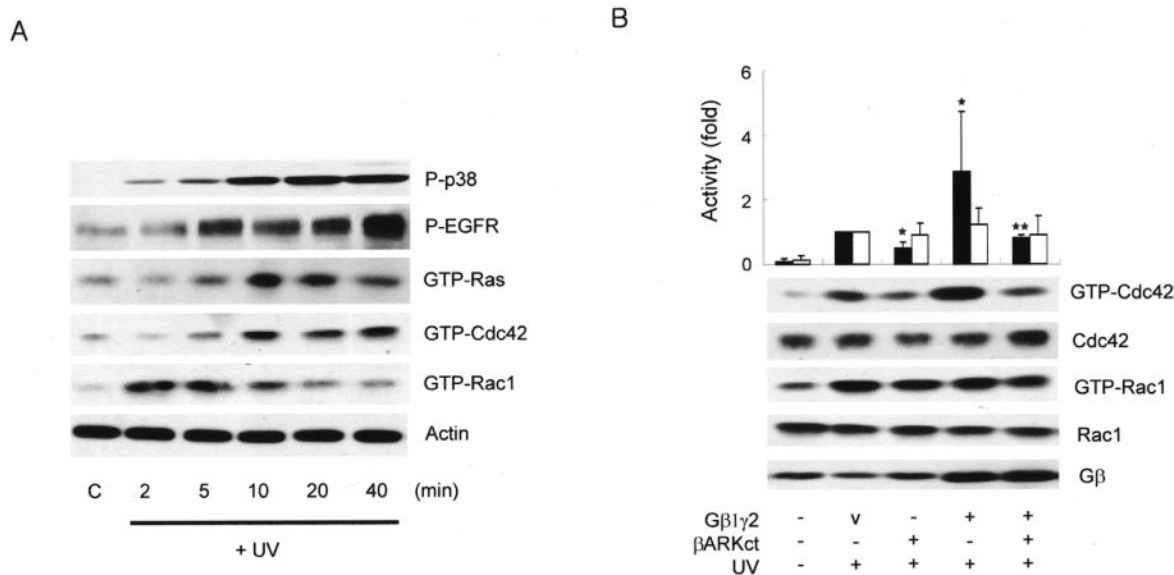 A
P-p38
P-EGFR
GTP-Ras
GTP-Cdc42
GTP-Rac1
Actin
C 2 5 10 20 40 (min)
+ UV
B
Activity (fold)
6
4
2
0
* * **
GTP-Cdc42
Cdc42
GTP-Rac1
Rac1
Gβ
Gβ1γ2 - v - + +
βARKct - - + - +
UV - + + + +